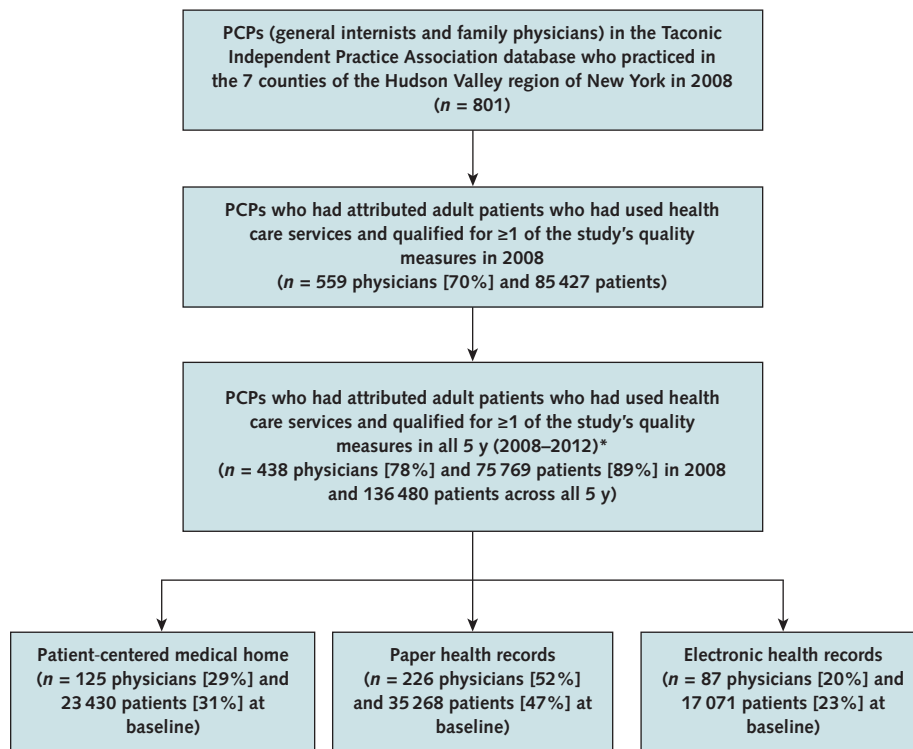 PCPs (general internists and family physicians) in the Taconic
Independent Practice Association database who practiced in
the 7 counties of the Hudson Valley region of New York in 2008
(n = 801)
PCPs who had attributed adult patients who had used health
care services and qualified for ≥1 of the study's quality
measures in 2008
(n = 559 physicians [70%] and 85 427 patients)
PCPs who had attributed adult patients who had used health
care services and qualified for ≥1 of the study's quality
measures in all 5 y (2008–2012)*
(n = 438 physicians [78%] and 75 769 patients [89%] in 2008
and 136 480 patients across all 5 y)
Patient-centered medical home
(n = 125 physicians [29%] and
23 430 patients [31%] at
baseline)
Paper health records
(n = 226 physicians [52%]
and 35 268 patients [47%] at
baseline)
Electronic health records
(n = 87 physicians [20%] and
17 071 patients [23%] at
baseline)